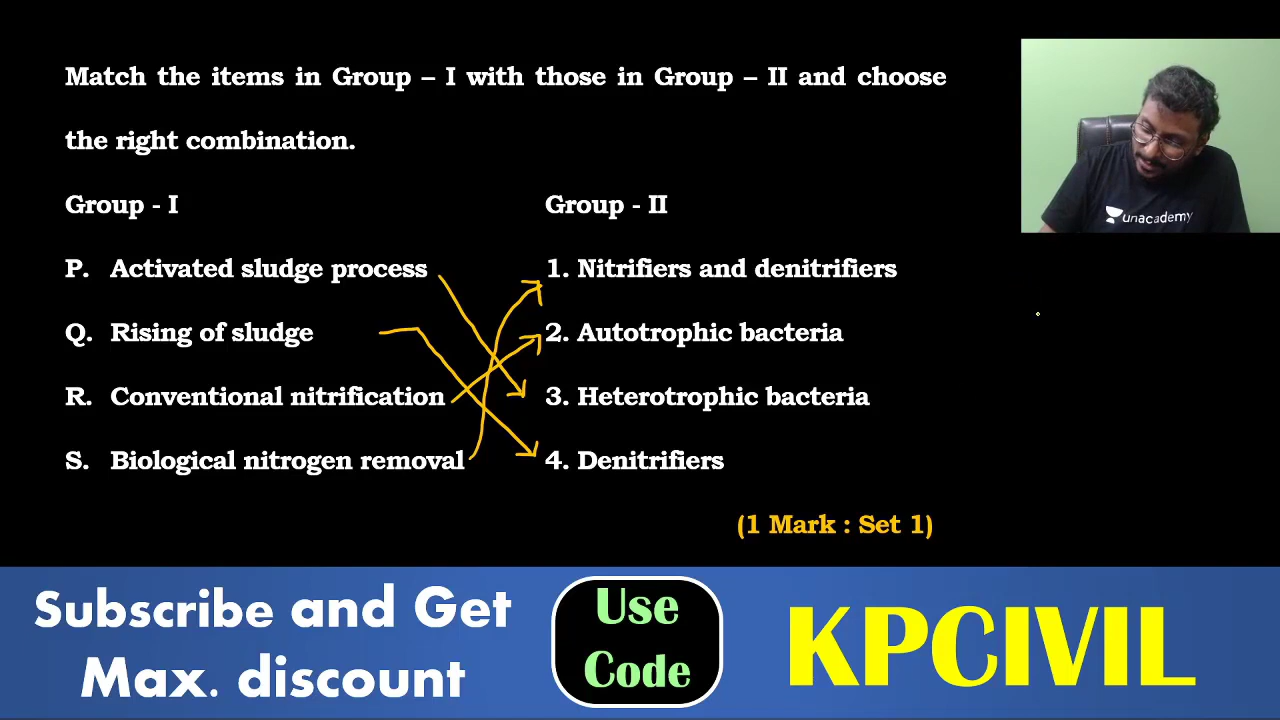 Match the items in Group – I with those in Group – II and choose
the right combination.
Group - I
Group - II
P. Activated sludge process
1. Nitrifiers and denitrifiers
Q. Rising of sludge
2. Autotrophic bacteria
R. Conventional nitrification
3. Heterotrophic bacteria
S. Biological nitrogen removal
4. Denitrifiers
(1 Mark : Set 1)
unacademy
Subscribe and Get
Max. discount
Use
Code
KPCIVIL